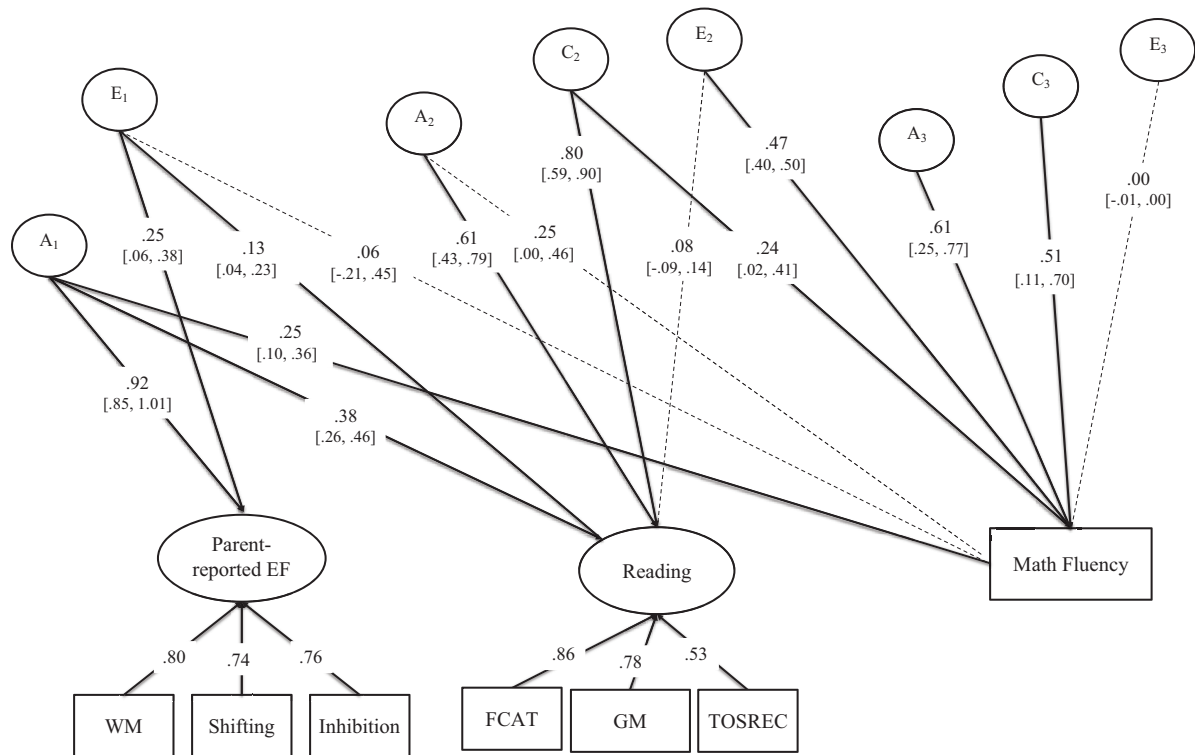 E3
E2
C2
C3
E1
A2
A3
.47
[.40, .50]
.80
[.59, .90]
.00
[-.01, .00]
A1
.25
[.06, .38]
.13
[.04, .23]
.06
[-.21, .45]
.61
[.43, .79]
.25
[.00, .46]
.08
[-.09, .14]
.24
[.02, .41]
.61
[.25, .77]
.51
[.11, .70]
.25
[.10, .36]
.92
[.85, 1.01]
.38
[.26, .46]
Parent-
reported EF
Reading
Math Fluency
.80
.74
.76
.86
.78
.53
WM
Shifting
Inhibition
FCAT
GM
TOSREC